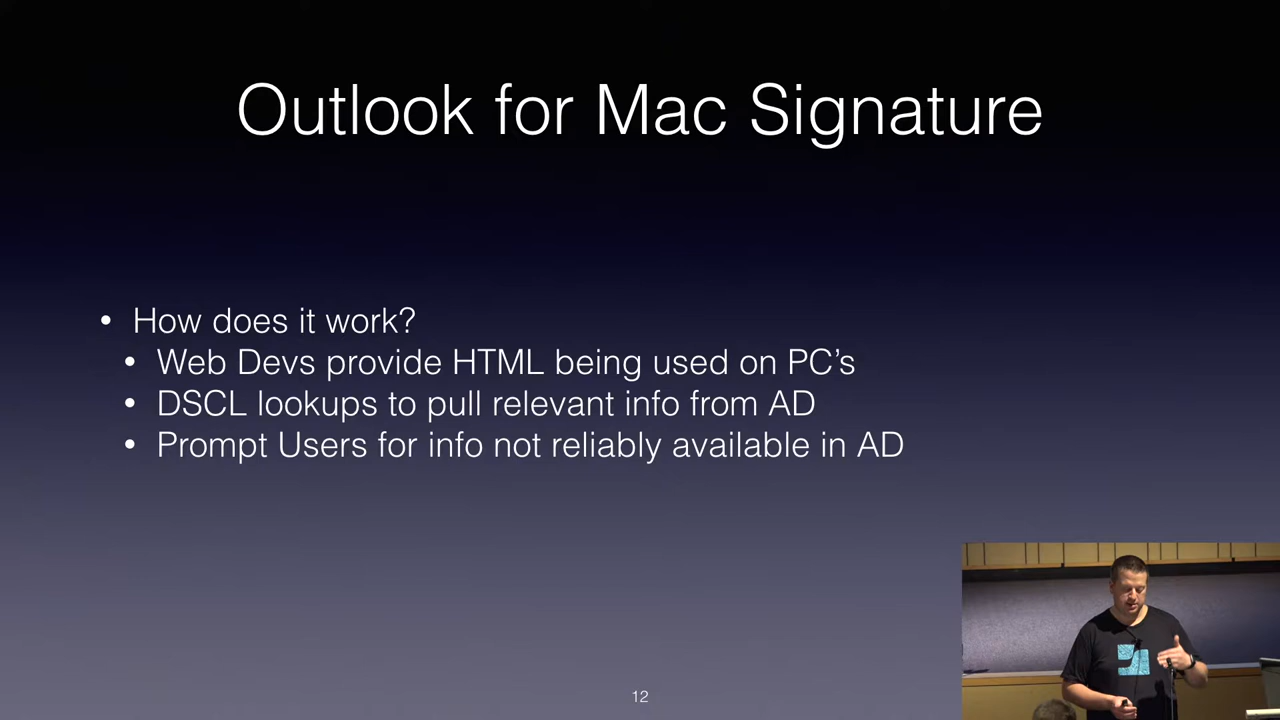 Outlook for Mac Signature
• How does it work?
• Web Devs provide HTML being used on PC’s
• DSCL lookups to pull relevant info from AD
• Prompt Users for info not reliably available in AD
12